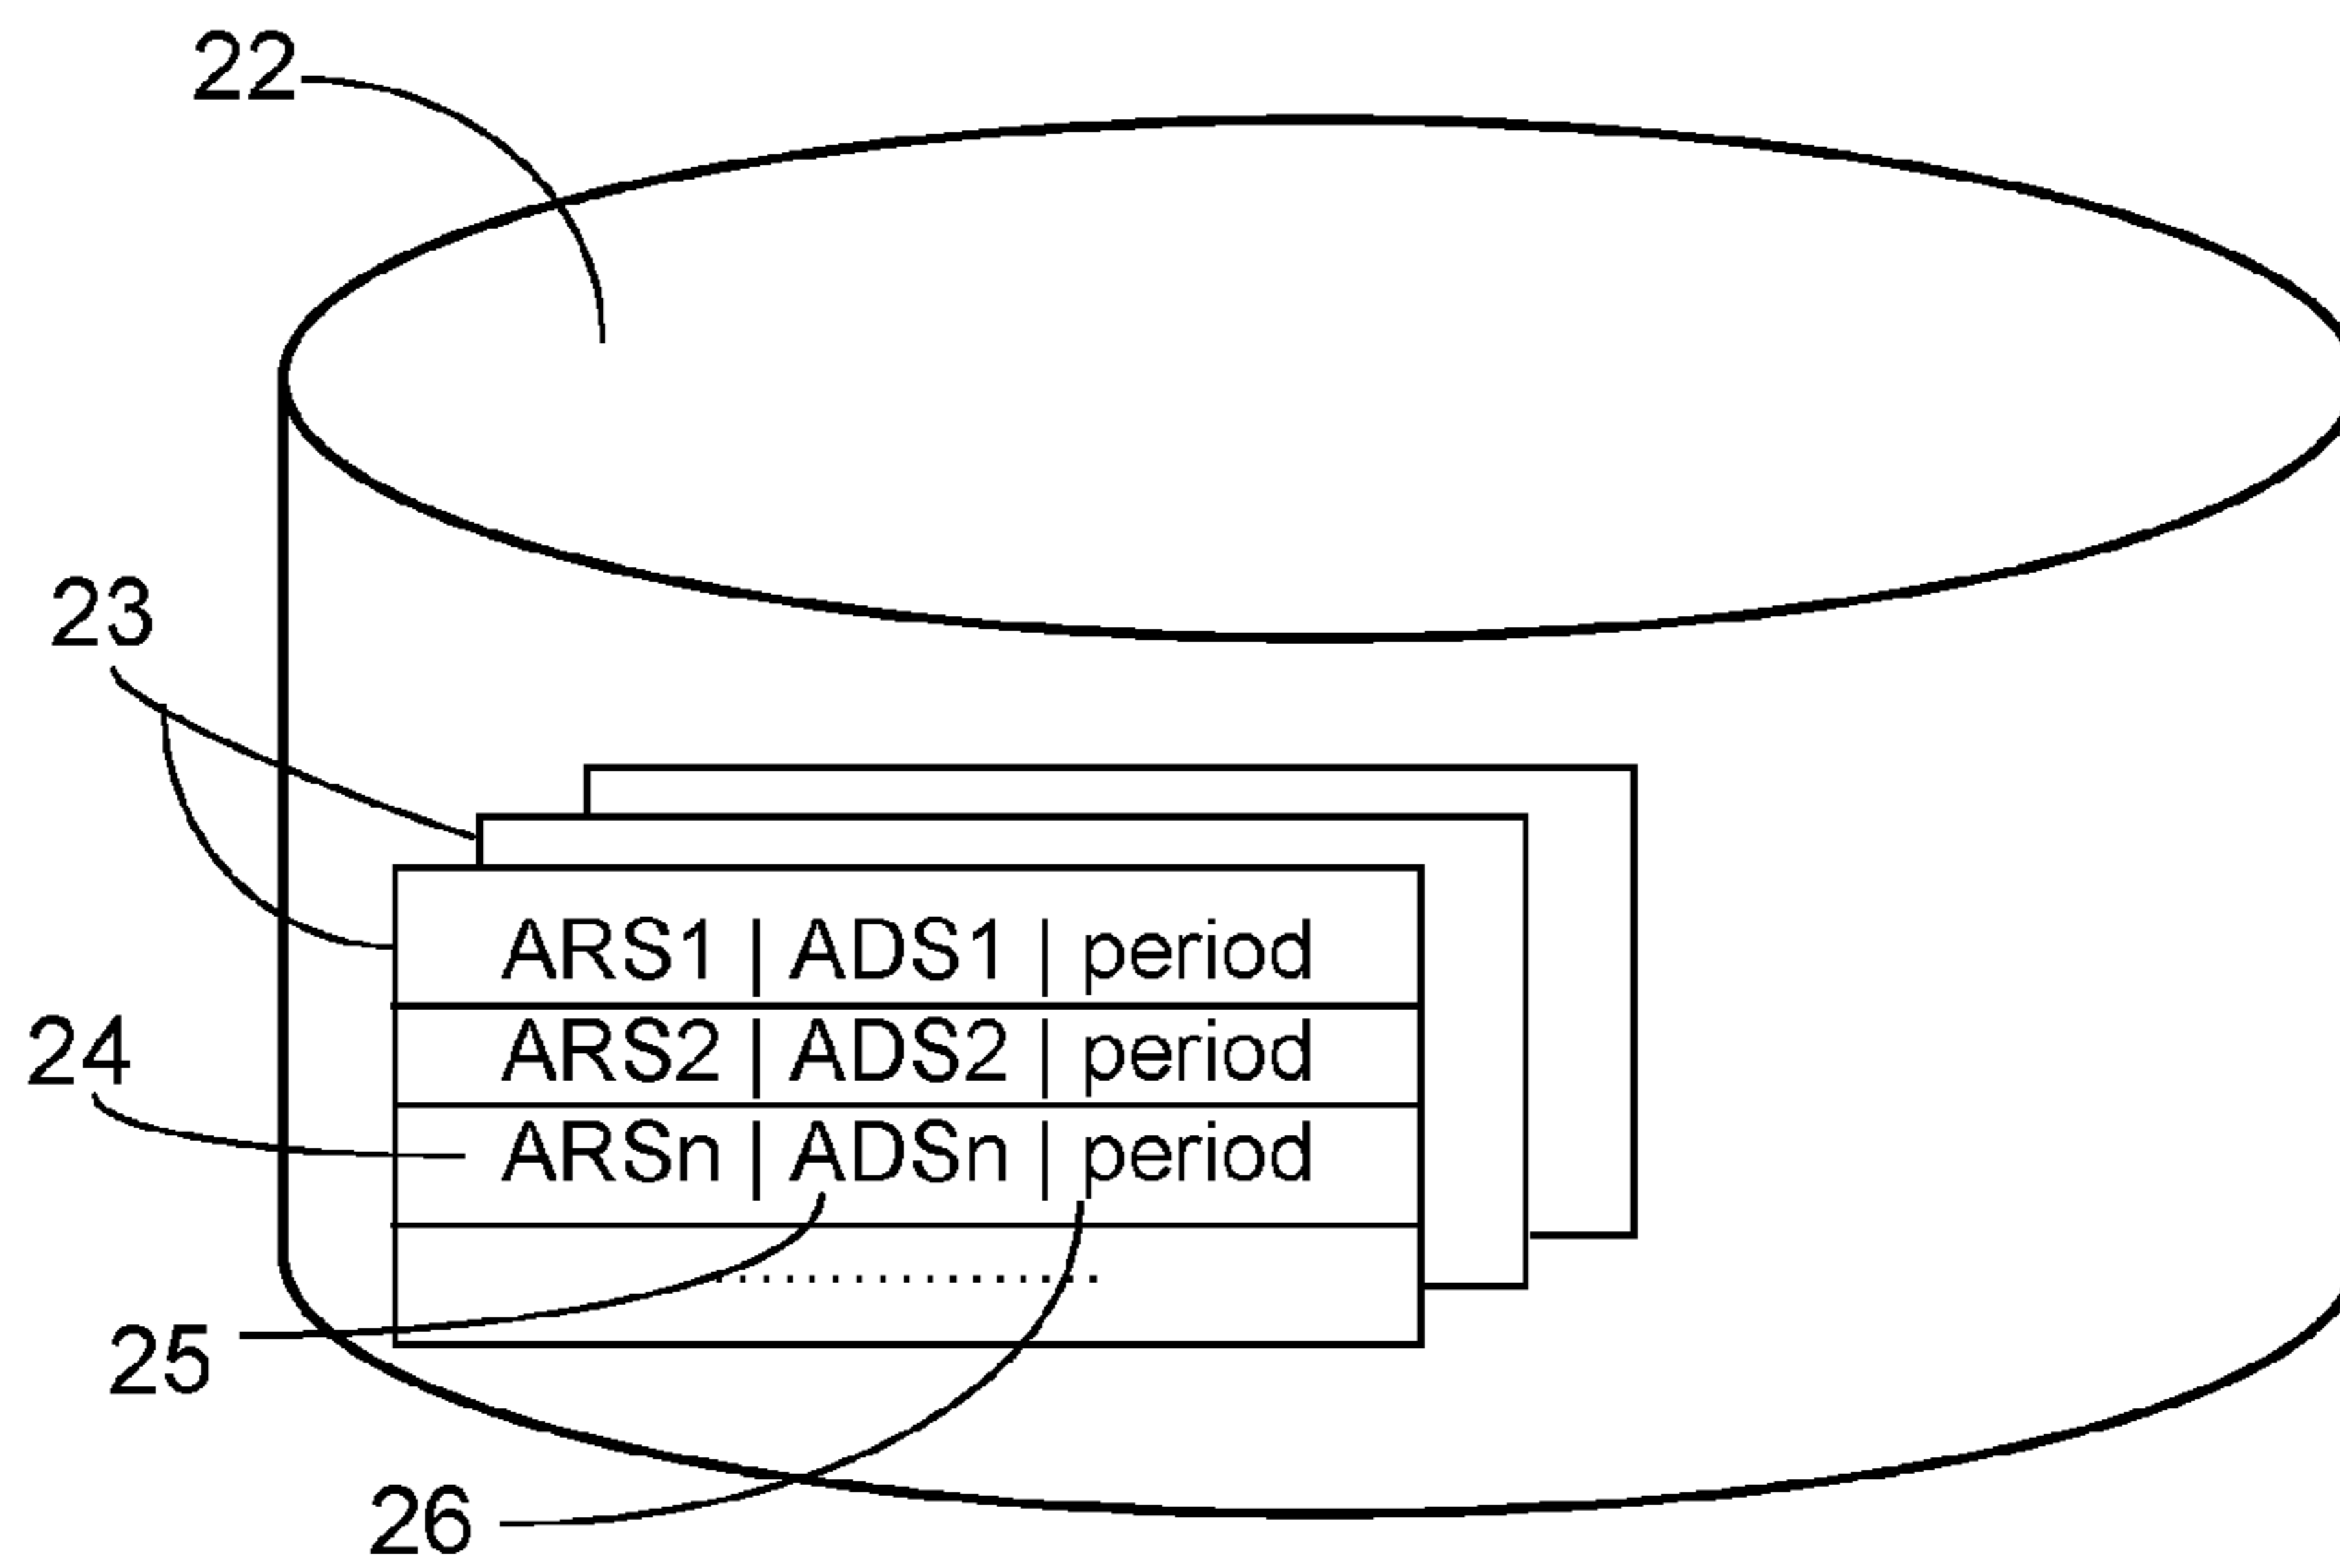 22
23
ARS1 | ADS1 | period
24
ARS2 | ADS2 | period
ARSn | ADSn | period
..................
25
26